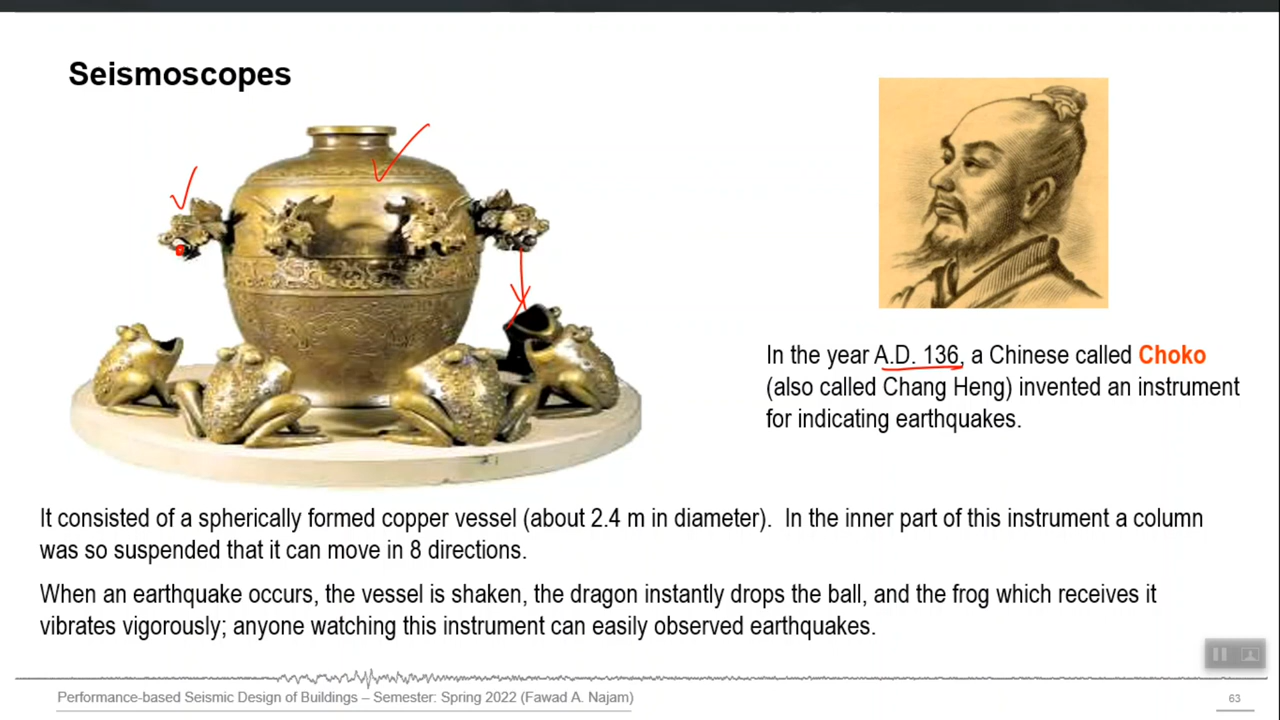 Seismoscopes
In the year A.D. 136, a Chinese called Choko
(also called Chang Heng) invented an instrument
for indicating earthquakes.
It consisted of a spherically formed copper vessel (about 2.4 m in diameter). In the inner part of this instrument a column
was so suspended that it can move in 8 directions.
When an earthquake occurs, the vessel is shaken, the dragon instantly drops the ball, and the frog which receives it
vibrates vigorously; anyone watching this instrument can easily observed earthquakes.
Performance-based Seismic Design of Buildings – Semester: Spring 2022 (Fawad A. Najam)
63